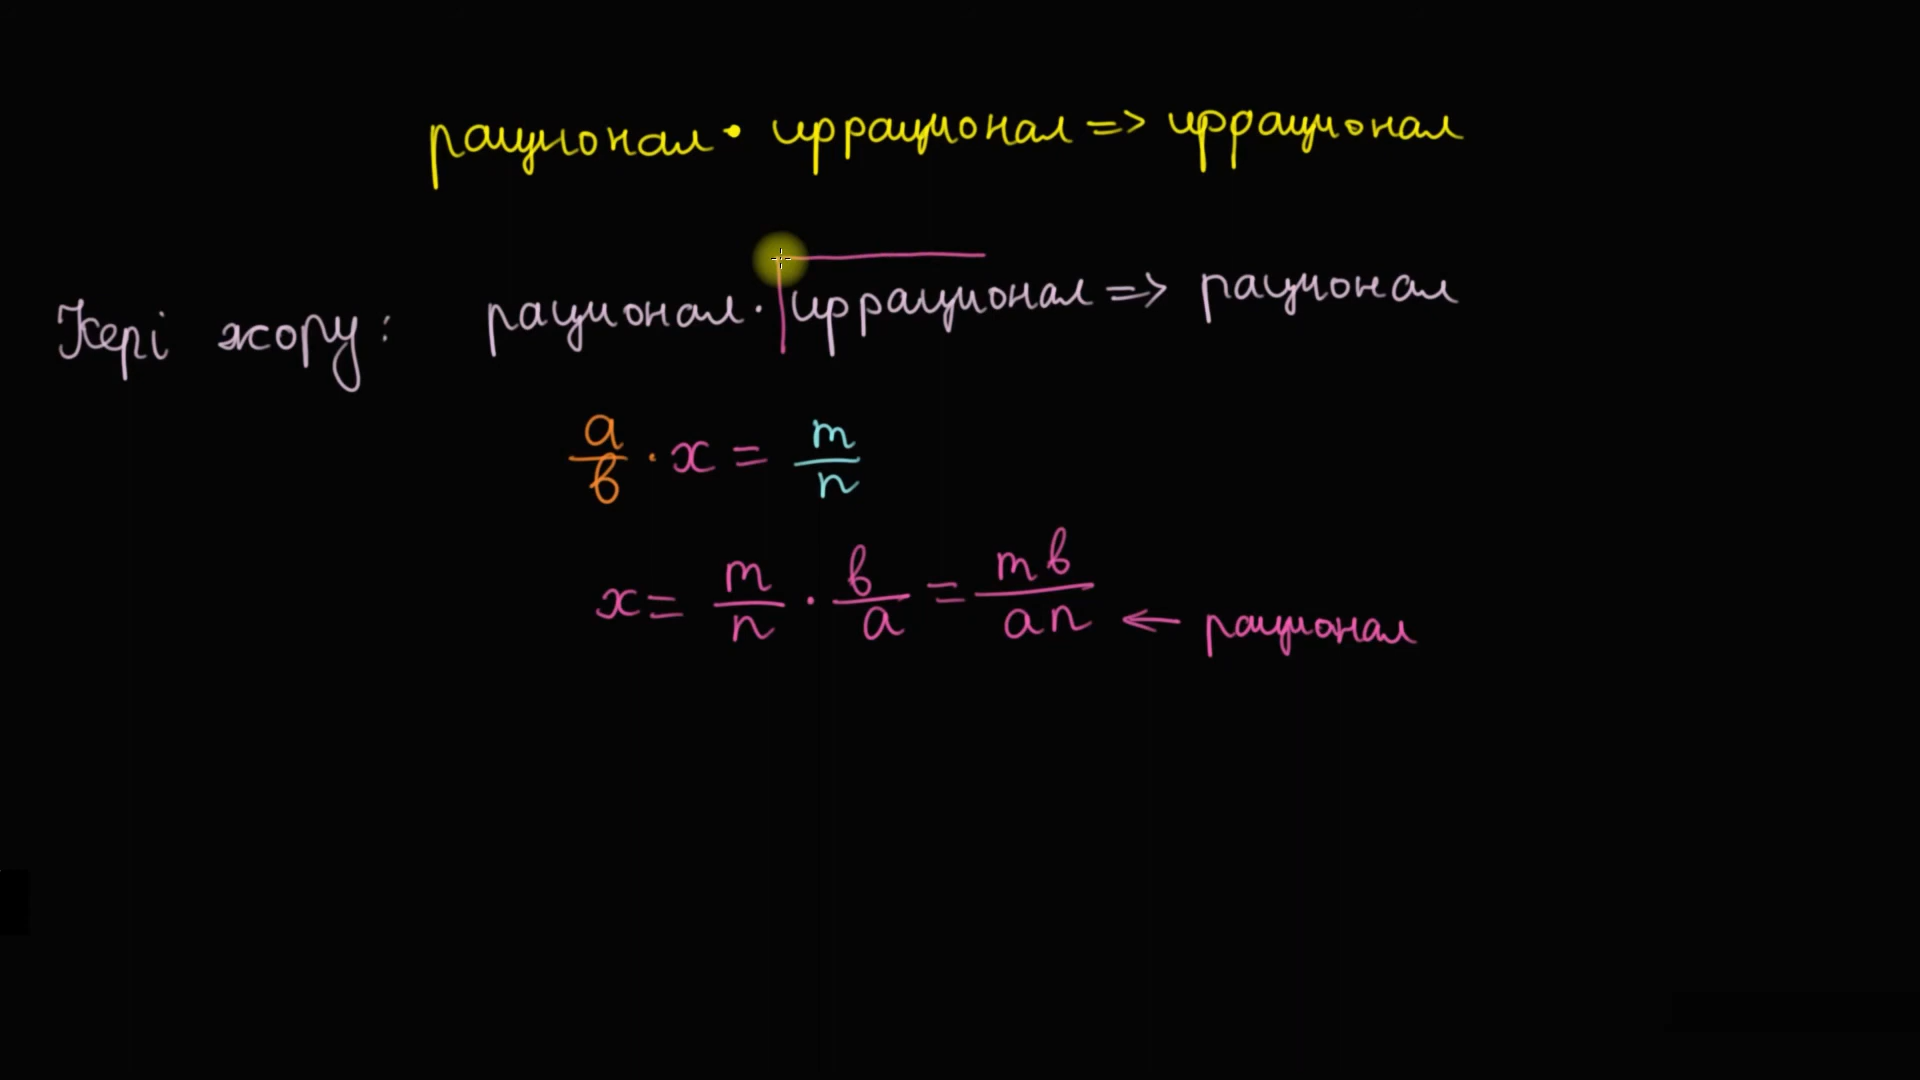 рационал · иррационал => иррационал
Кері жору: рационал · иррационал => рационал
a/b · x = m/n
x = m/n · b/a = mb/an ← рационал